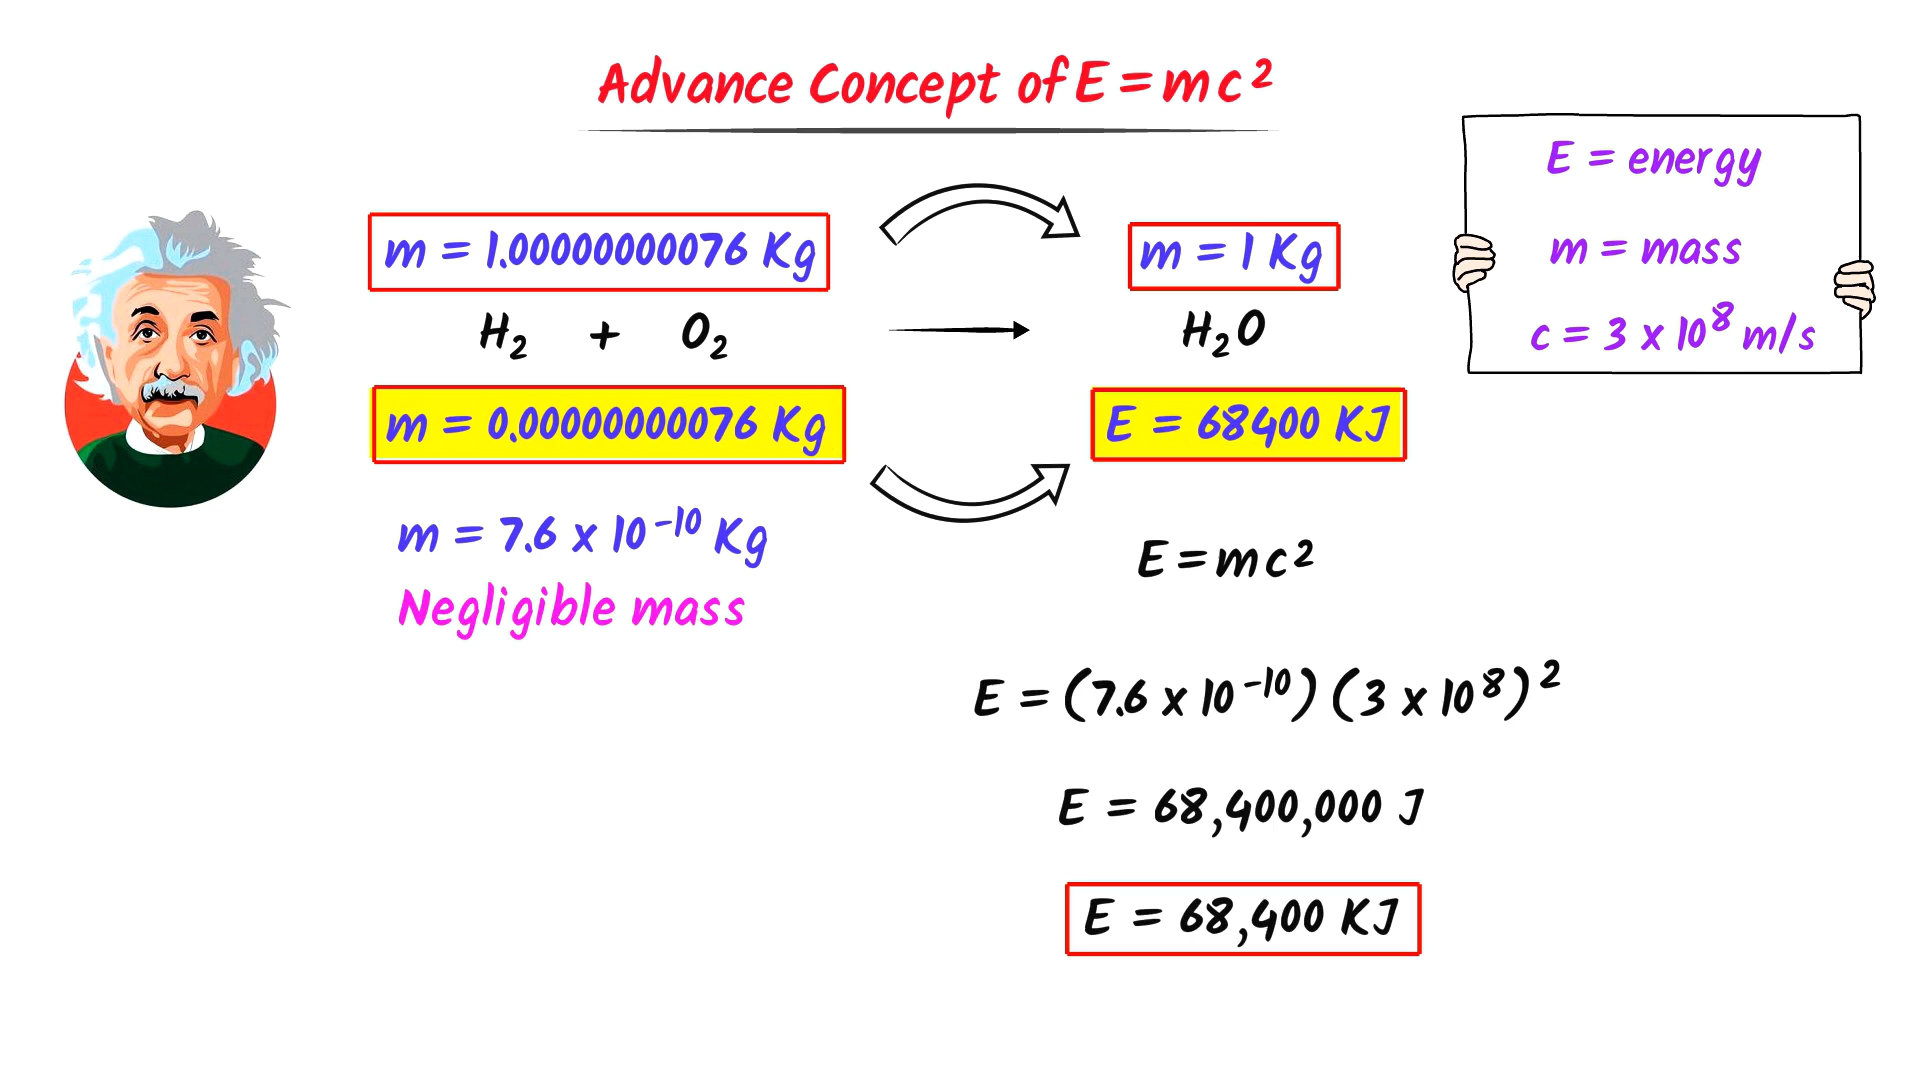 Advance Concept of E = mc²
E = energy
m = mass
c = 3 x 10⁸ m/s
m = 1.00000000076 Kg
m = 1 Kg
H₂ + O₂ → H₂O
m = 0.00000000076 Kg
E = 68400 KJ
m = 7.6 x 10⁻¹⁰ Kg
Negligible mass
E = mc²
E = (7.6 x 10⁻¹⁰) (3 x 10⁸)²
E = 68,400,000 J
E = 68,400 KJ